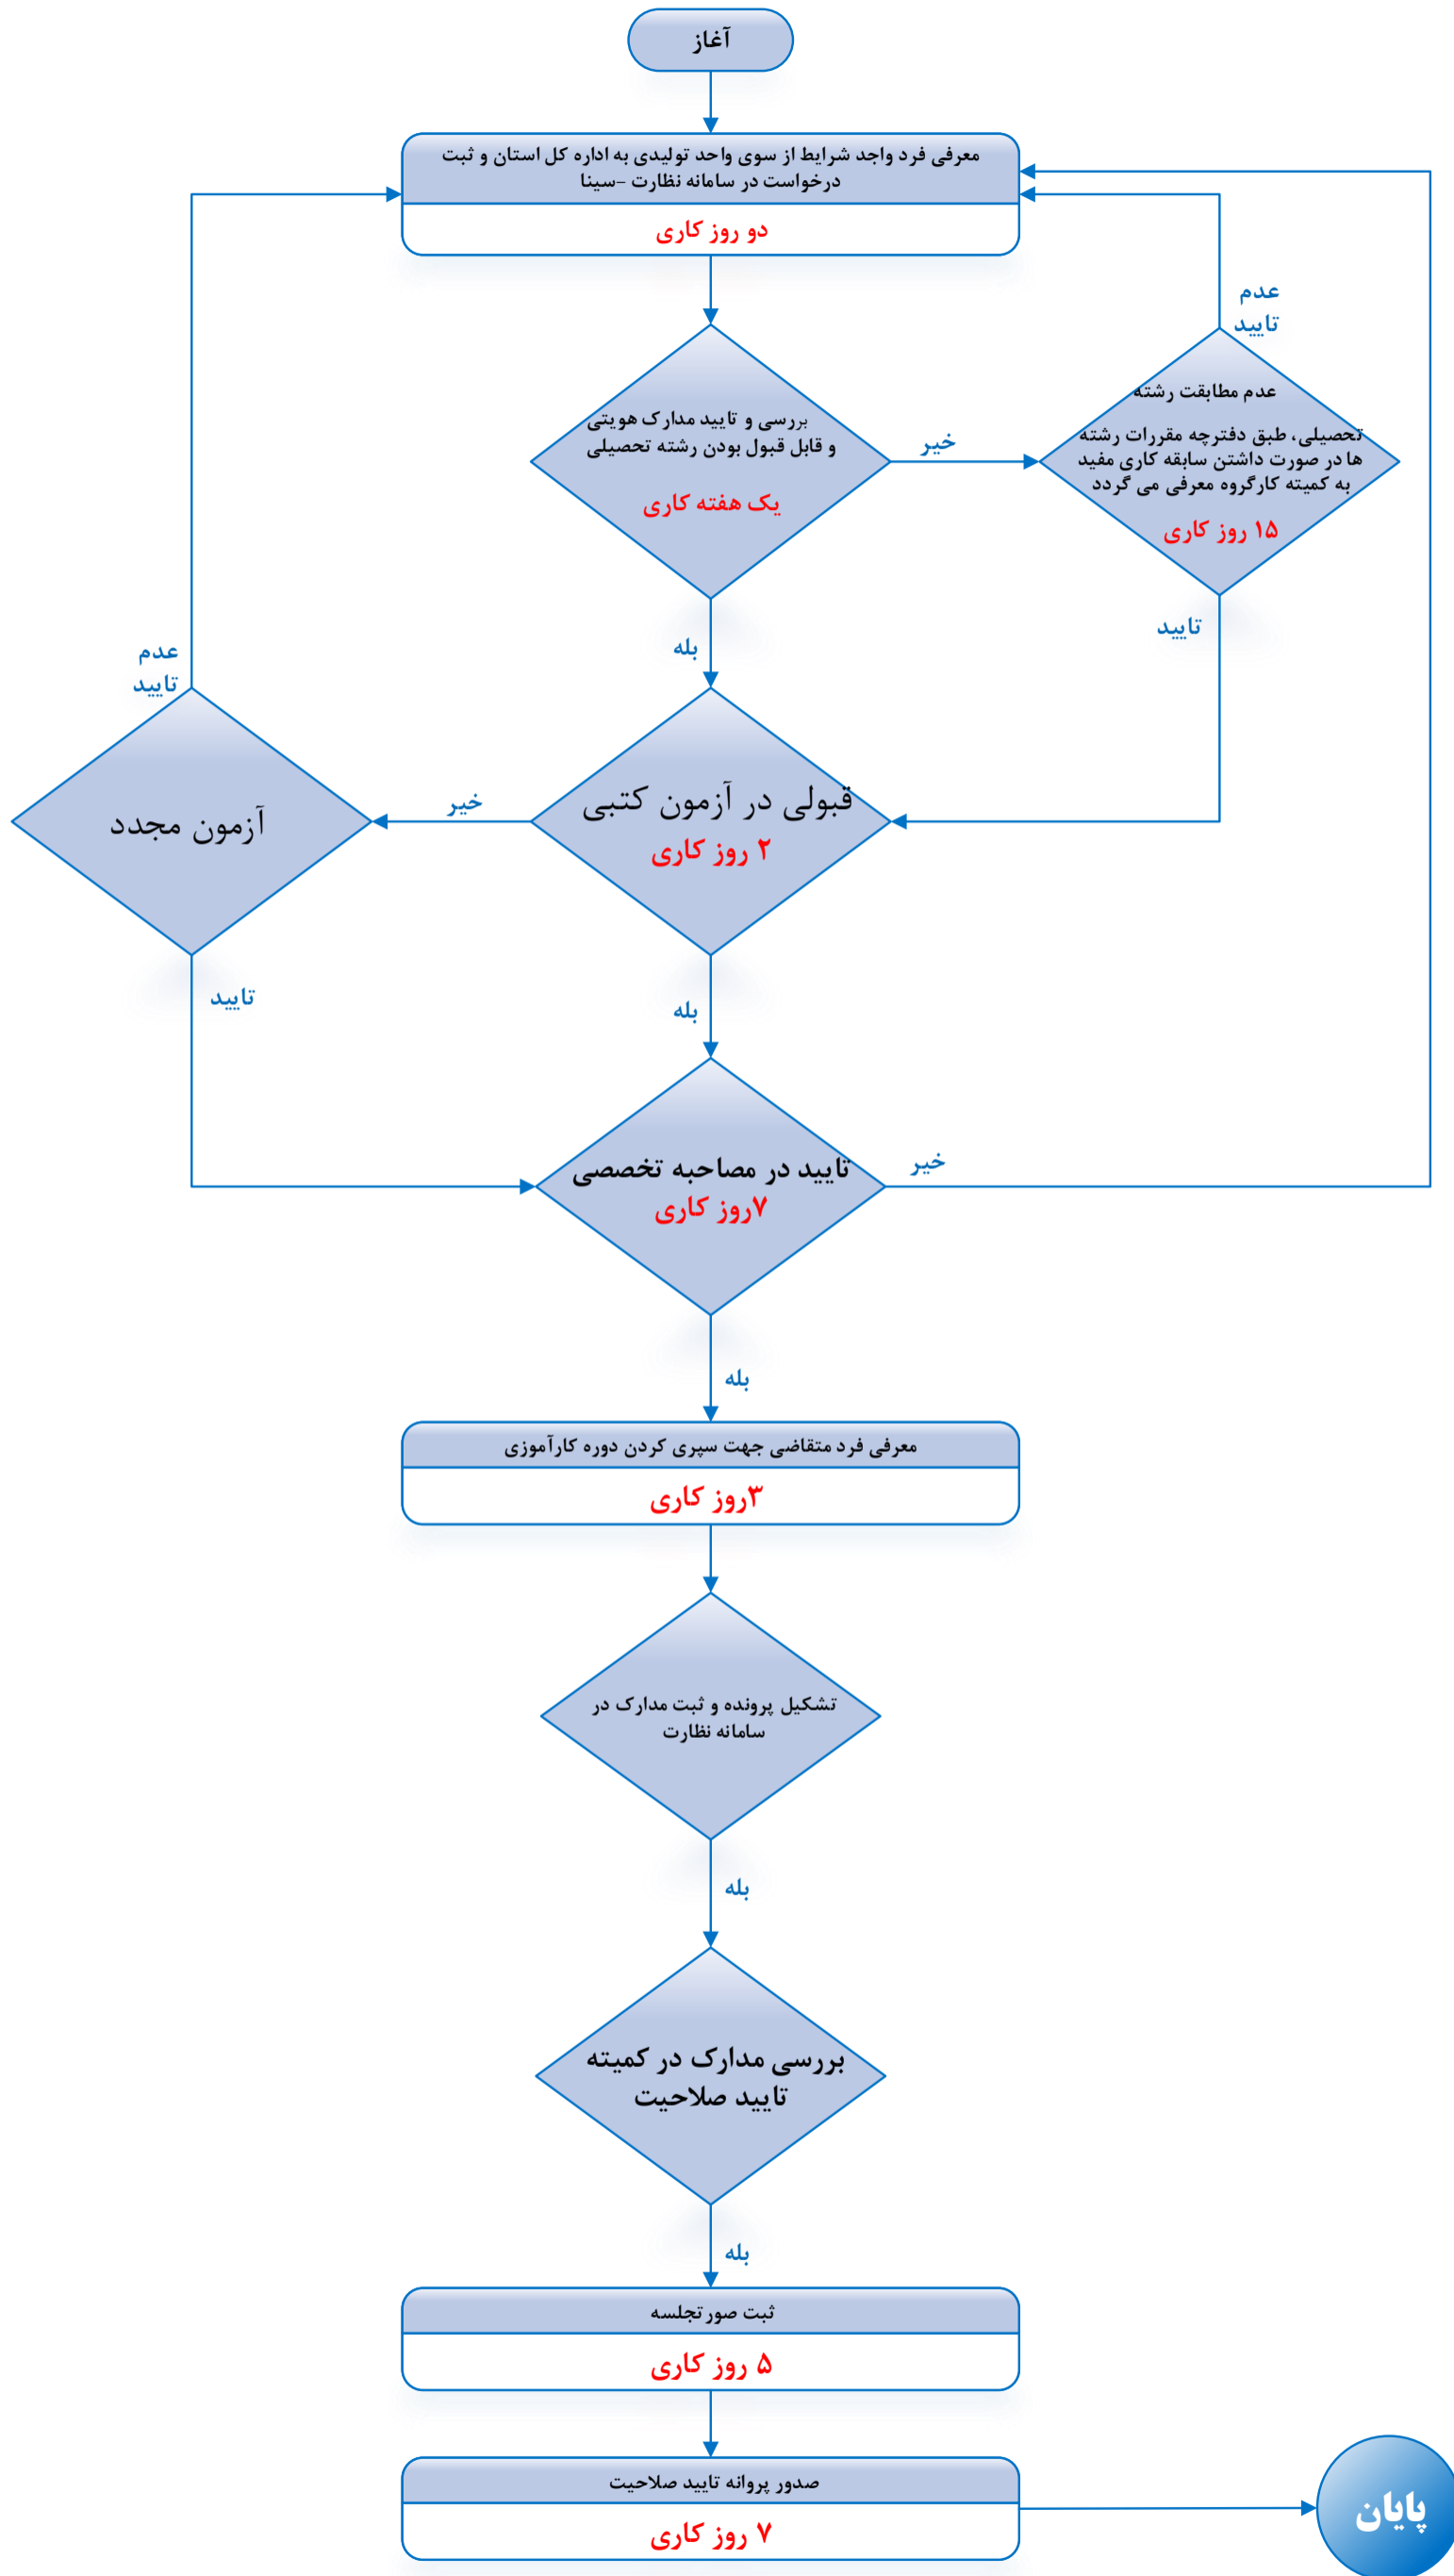 آغاز
معرفی فرد واجد شرایط از سوی واحد تولیدی به اداره کل استان و ثبت
درخواست در سامانه نظارت -سینا
دو روز کاری
عدم
تایید
بررسی و تایید مدارک هویتی
و قابل قبول بودن رشته تحصیلی
یک هفته کاری
خیر
عدم مطابقت رشته
تحصیلی، طبق دفترچه مقررات رشته
ها در صورت داشتن سابقه کاری مفید
به کمیته کارگروه معرفی می گردد
۱۵ روز کاری
تایید
بله
عدم
تایید
قبولی در آزمون کتبی
۲ روز کاری
خیر
آزمون مجدد
تایید
بله
تایید در مصاحبه تخصصی
۷روز کاری
خیر
بله
معرفی فرد متقاضی جهت سپری کردن دوره کارآموزی
۳روز کاری
تشکیل پرونده و ثبت مدارک در
سامانه نظارت
بله
بررسی مدارک در کمیته
تایید صلاحیت
بله
ثبت صورتجلسه
۵ روز کاری
صدور پروانه تایید صلاحیت
۷ روز کاری
پایان